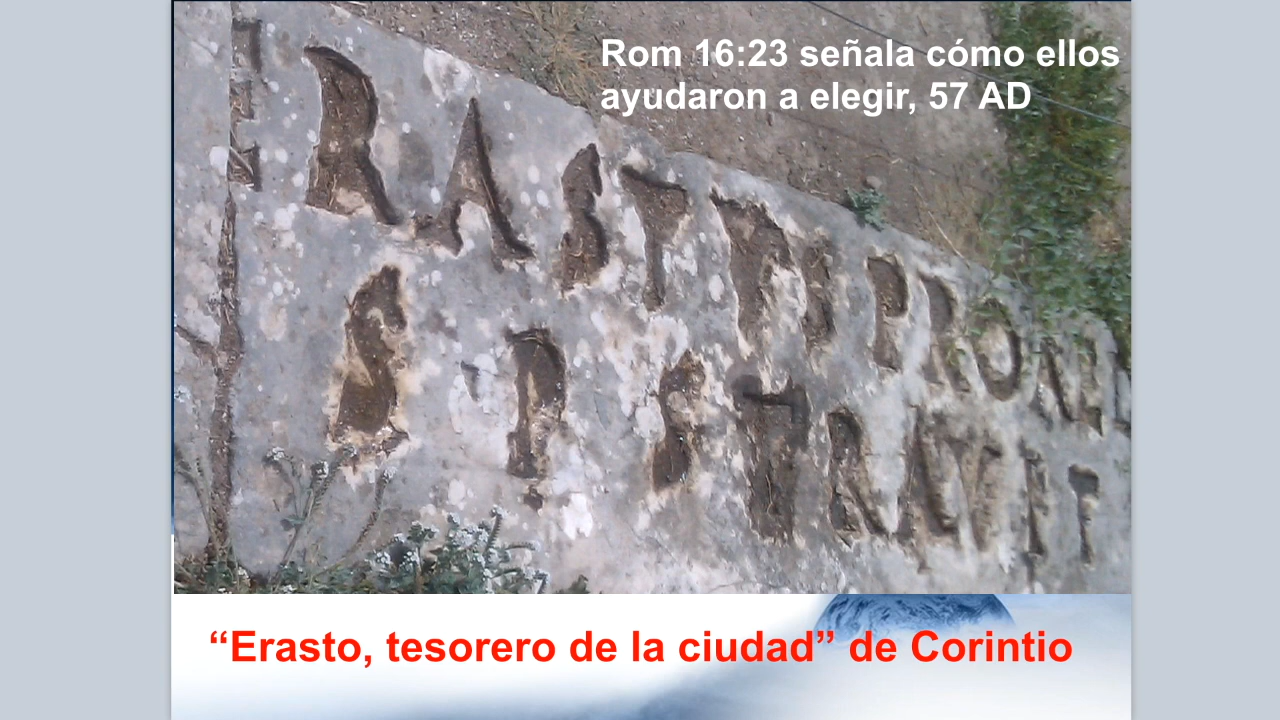 Rom 16:23 señala cómo ellos
ayudaron a elegir, 57 AD
ERASTVS PRO
S·P·STRAVIT
“Erasto, tesorero de la ciudad” de Corintio